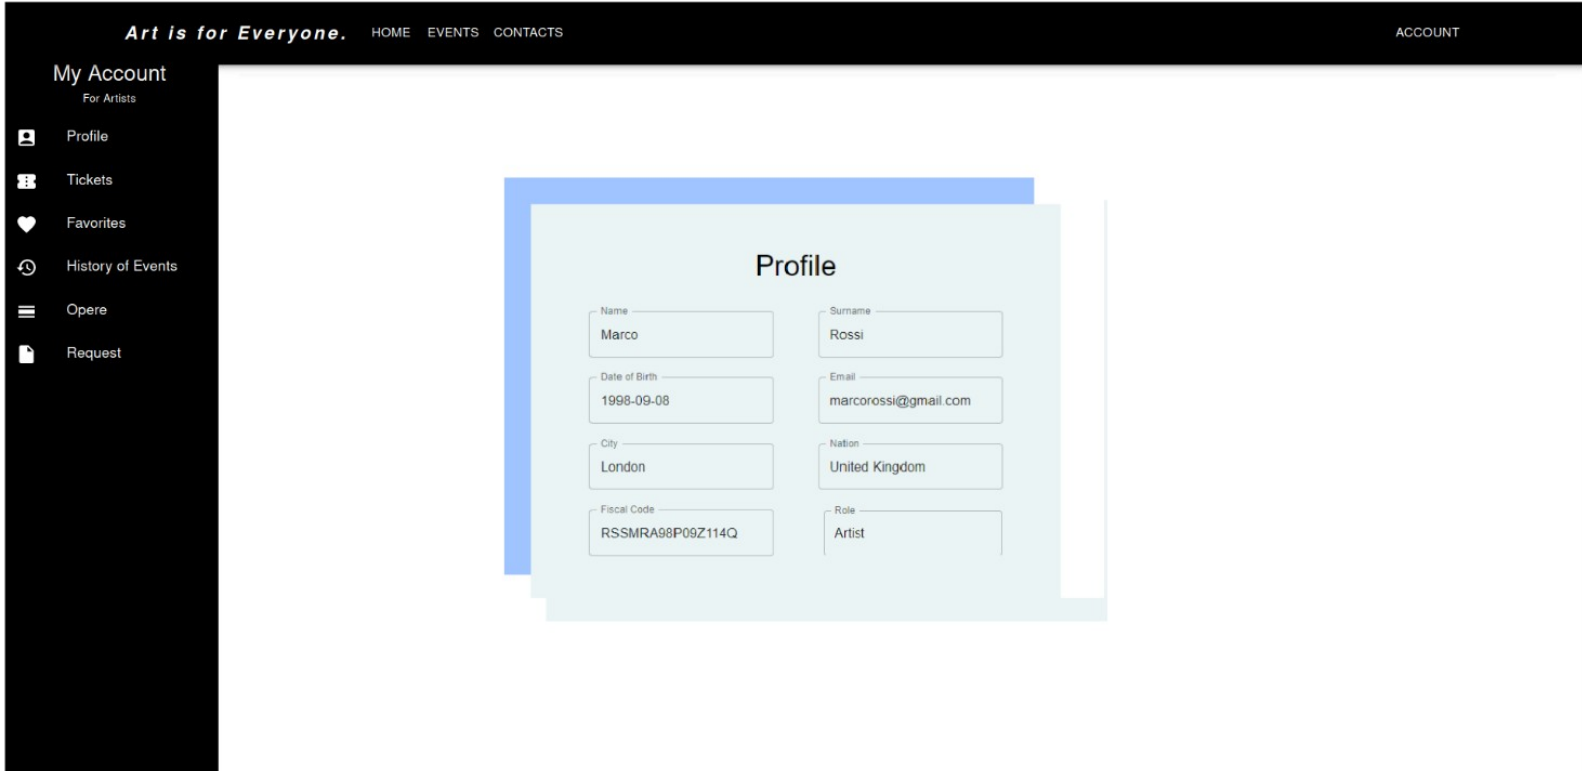 Art is for Everyone. HOME EVENTS CONTACTS ACCOUNT
My Account
For Artists
Profile
Tickets
Favorites
History of Events
Opere
Request
Profile
Name Surname
Marco Rossi
Date of Birth Email
1998-09-08 marcorossi@gmail.com
City Nation
London United Kingdom
Fiscal Code Role
RSSMRA98P09Z114Q Artist